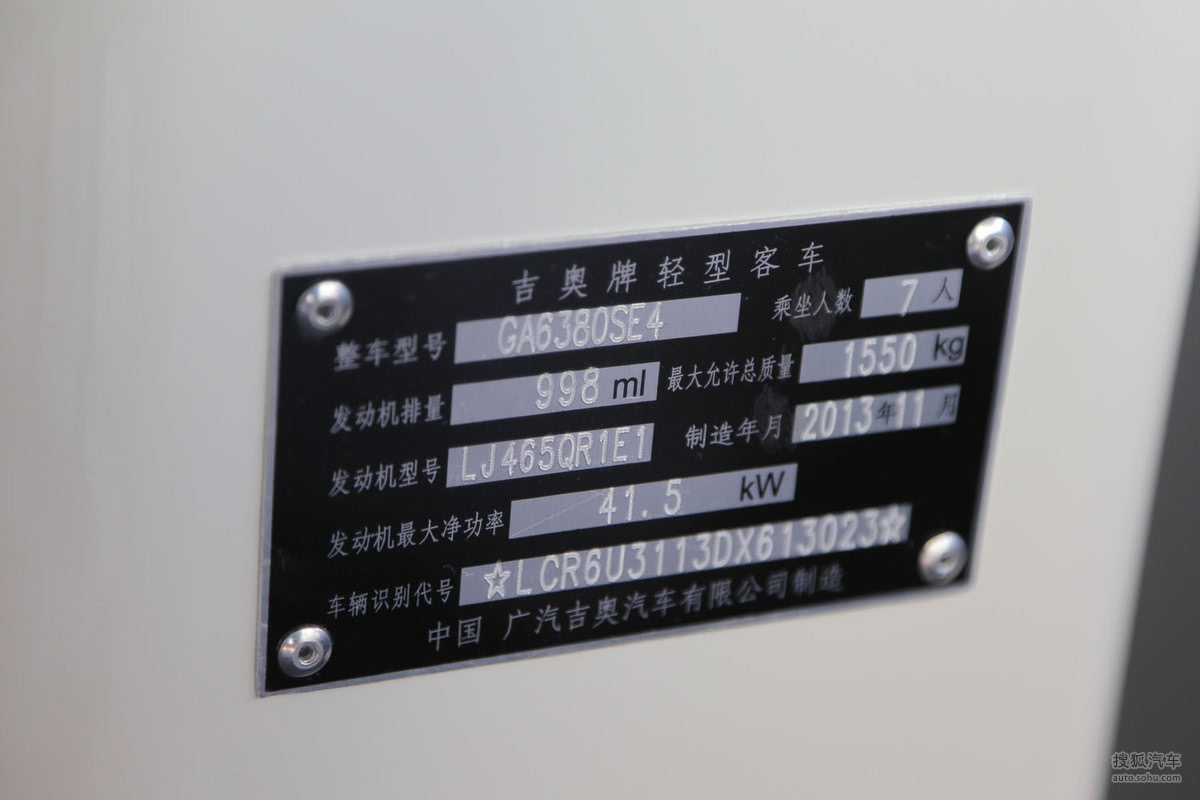 吉奥牌轻型客车
整车型号 GA6380SE4 乘坐人数 7 人
发动机排量 998 ml 最大允许总质量 1550 kg
发动机型号 LJ465QR1E1 制造年月 2013年11月
发动机最大净功率 41.5 kW
车辆识别代号 ☆LCR6U3113DX613023☆
中国 广汽吉奥汽车有限公司制造
搜狐汽车
auto.sohu.com